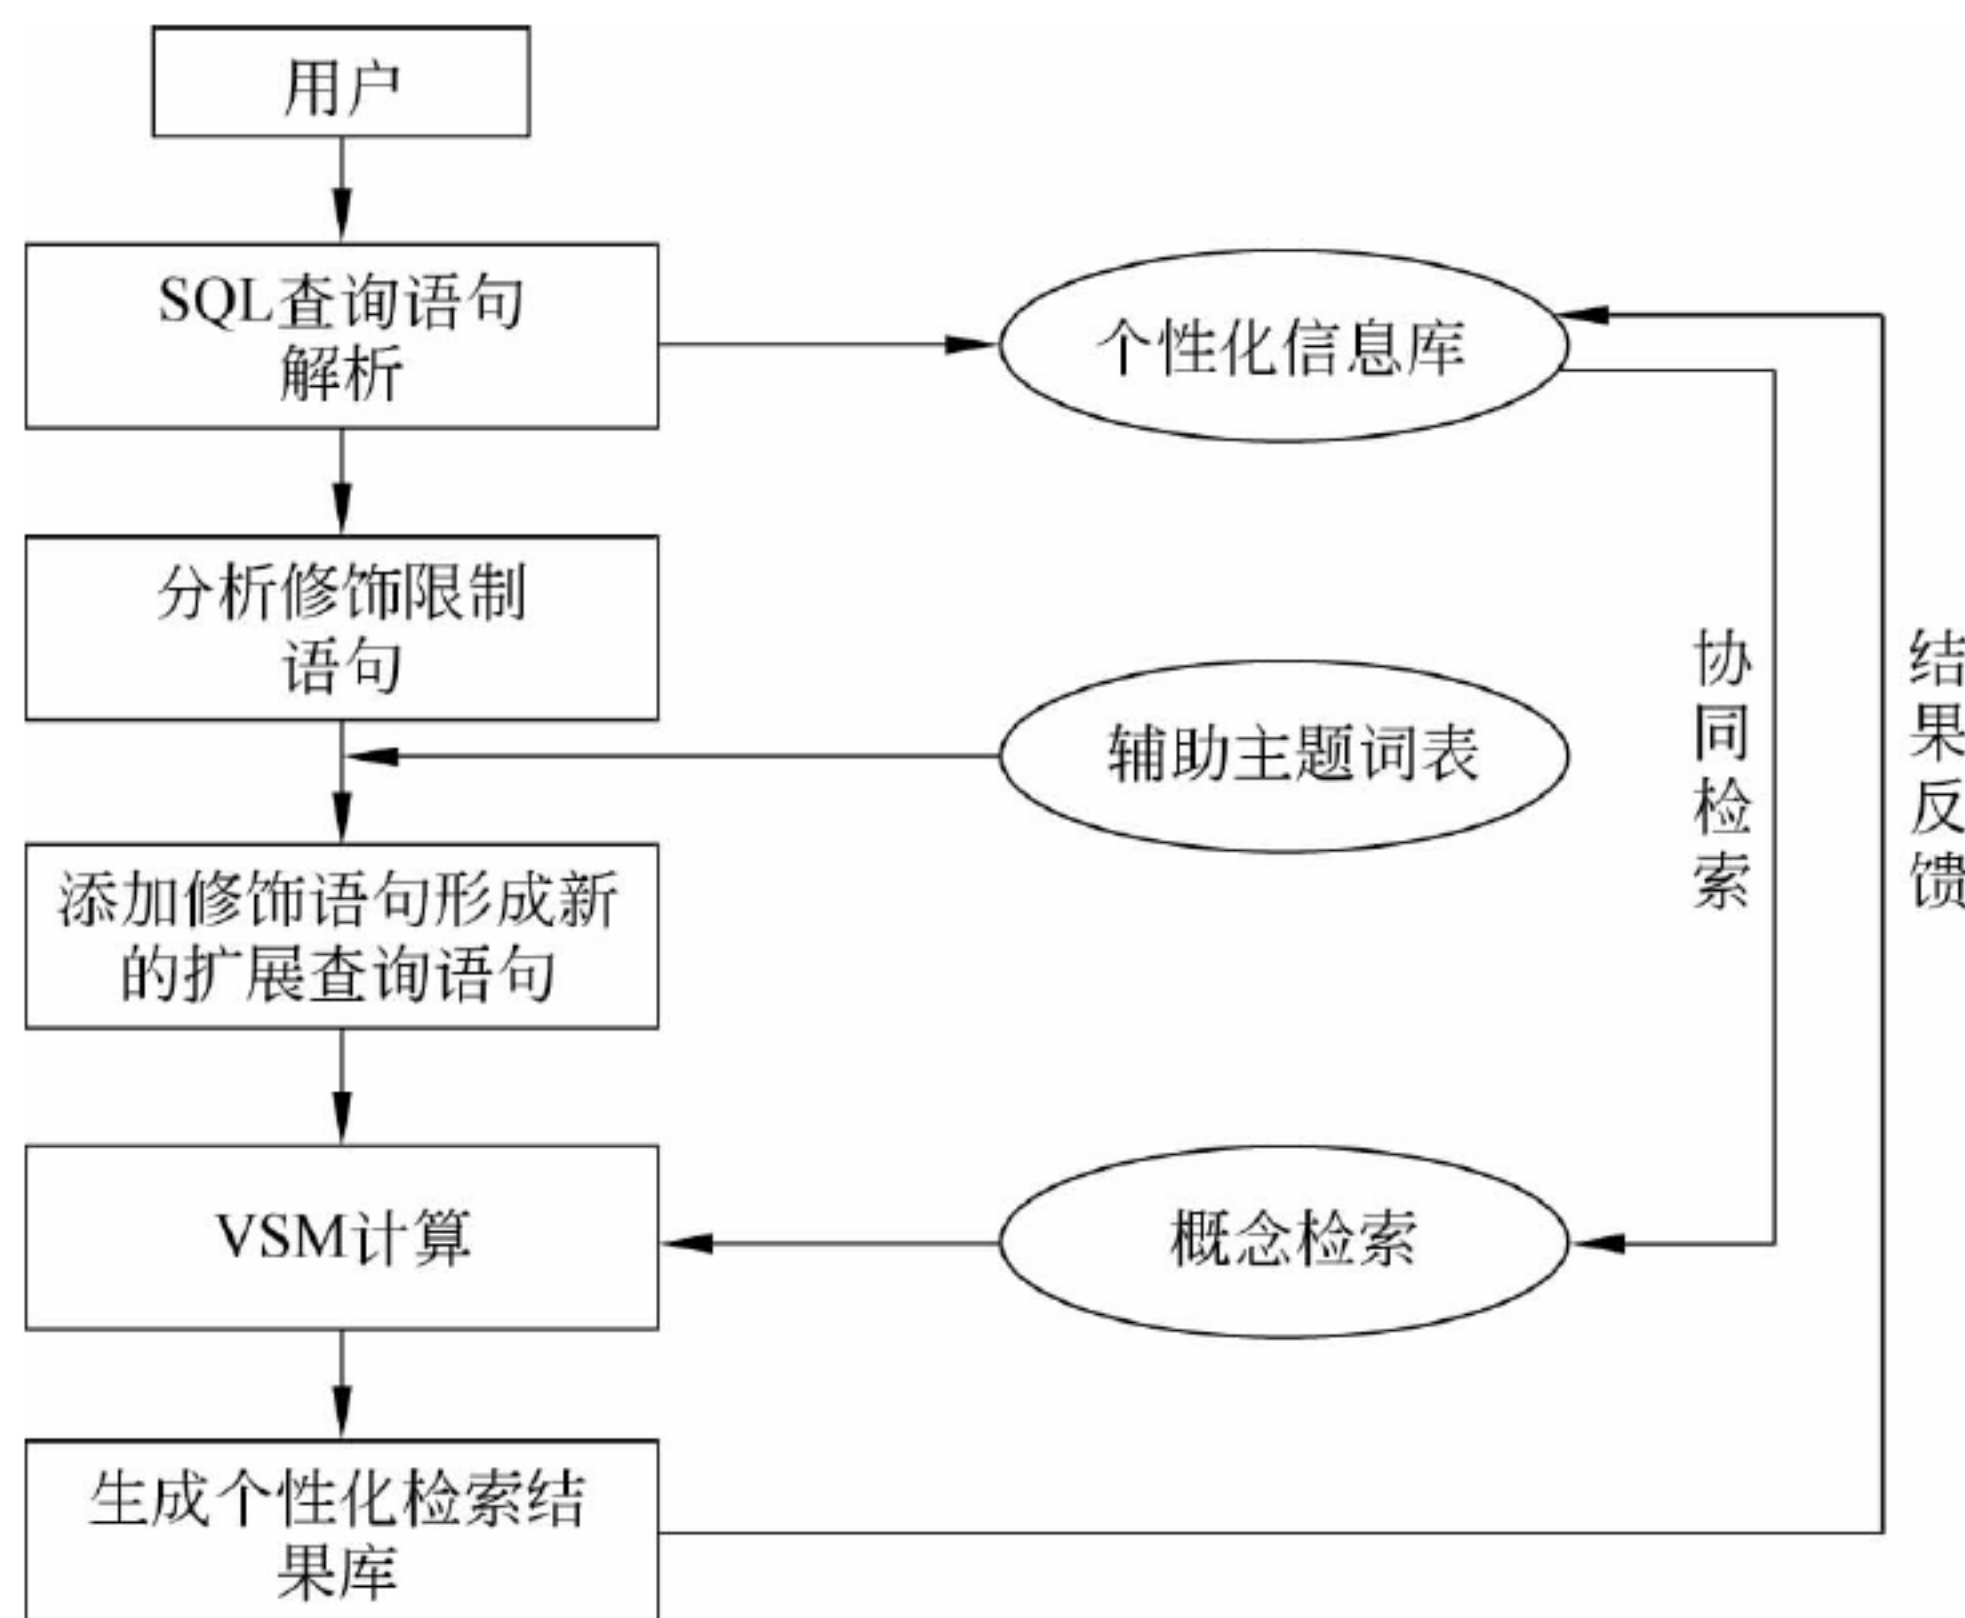 用户
SQL查询语句
解析
个性化信息库
分析修饰限制
语句
辅助主题词表
协同检索
结果反馈
添加修饰语句形成新
的扩展查询语句
VSM计算
概念检索
生成个性化检索结
果库